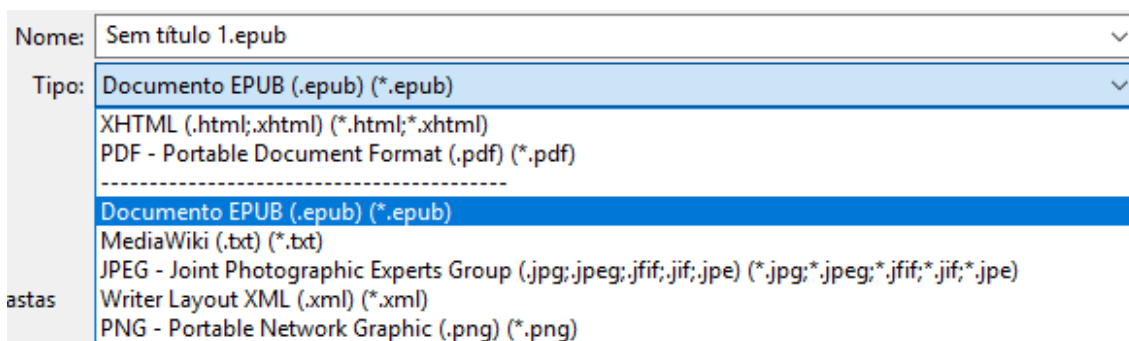 Nome: Sem título 1.epub
Tipo: Documento EPUB (.epub) (*.epub)
XHTML (.html;.xhtml) (*.html;*.xhtml)
PDF - Portable Document Format (.pdf) (*.pdf)
------------------------------------------
Documento EPUB (.epub) (*.epub)
MediaWiki (.txt) (*.txt)
JPEG - Joint Photographic Experts Group (.jpg;.jpeg;.jfif;.jif;.jpe) (*.jpg;*.jpeg;*.jfif;*.jif;*.jpe)
astas Writer Layout XML (.xml) (*.xml)
PNG - Portable Network Graphic (.png) (*.png)